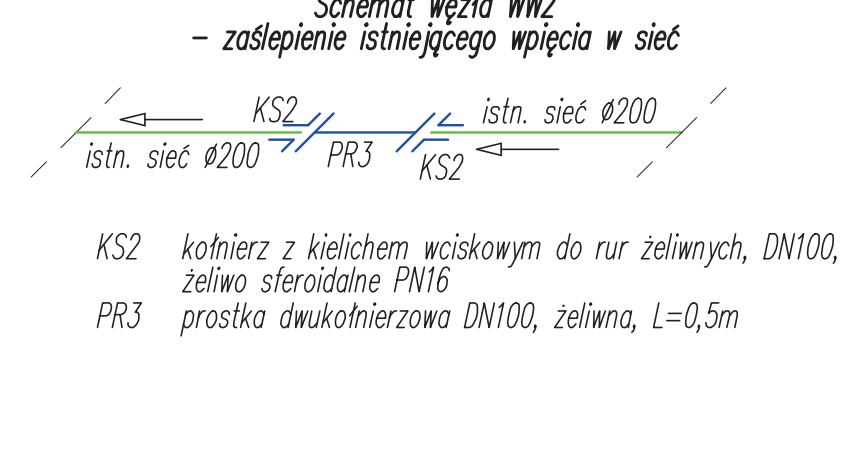 Schemat węzła WW2
– zaślepienie istniejącego wpięcia w sieć
KS2
istn. sieć Ø200
istn. sieć Ø200
PR3
KS2
KS2 kołnierz z kielichem wciskowym do rur żeliwnych, DN100,
żeliwo sferoidalne PN16
PR3 prostka dwukołnierzowa DN100, żeliwna, L=0,5m